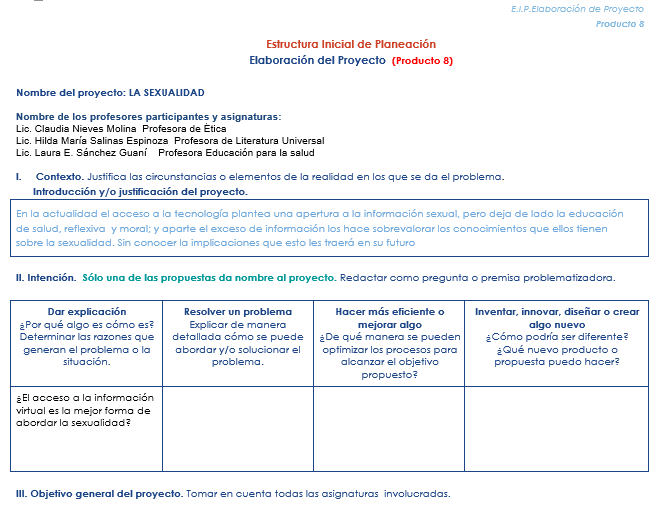 E.I.P.Elaboración de Proyecto
Producto 8
Estructura Inicial de Planeación
Elaboración del Proyecto (Producto 8)
Nombre del proyecto: LA SEXUALIDAD
Nombre de los profesores participantes y asignaturas:
Lic. Claudia Nieves Molina Profesora de Ètica
Lic. Hilda María Salinas Espinoza Profesora de Literatura Universal
Lic. Laura E. Sánchez Guaní Profesora Educación para la salud
I. Contexto. Justifica las circunstancias o elementos de la realidad en los que se da el problema.
Introducción y/o justificación del proyecto.
En la actualidad el acceso a la tecnología plantea una apertura a la información sexual, pero deja de lado la educación
de salud, reflexiva y moral; y aparte el exceso de información los hace sobrevalorar los conocimientos que ellos tienen
sobre la sexualidad. Sin conocer la implicaciones que esto les traerá en su futuro
II. Intención. Sólo una de las propuestas da nombre al proyecto. Redactar como pregunta o premisa problematizadora.
Dar explicación
¿Por qué algo es cómo es?
Determinar las razones que
generan el problema o la
situación.
Resolver un problema
Explicar de manera
detallada cómo se puede
abordar y/o solucionar el
problema.
Hacer más eficiente o
mejorar algo
¿De qué manera se pueden
optimizar los procesos para
alcanzar el objetivo
propuesto?
Inventar, innovar, diseñar o crear
algo nuevo
¿Cómo podría ser diferente?
¿Qué nuevo producto o
propuesta puedo hacer?
¿El acceso a la información
virtual es la mejor forma de
abordar la sexualidad?
III. Objetivo general del proyecto. Tomar en cuenta todas las asignaturas involucradas.